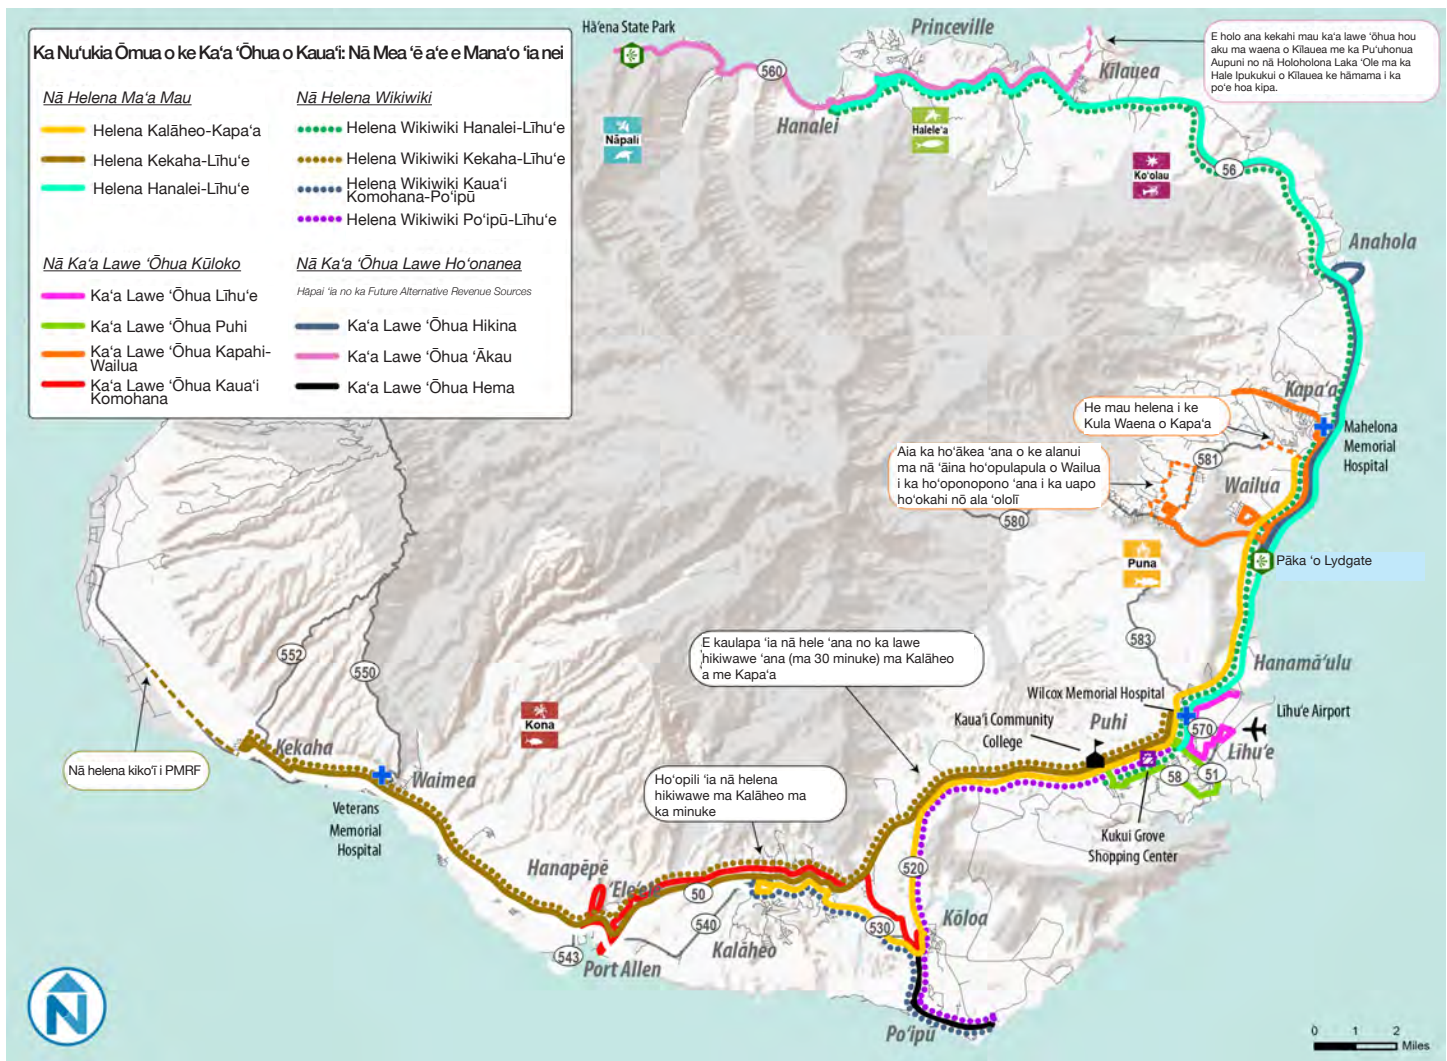 Ka Nuʻukia Ōmua o ke Kaʻa ʻŌhua o Kauaʻi: Nā Mea ʻē aʻe e Manaʻo ʻia nei
Nā Helena Maʻa Mau
Helena Kalāheo-Kapaʻa
Helena Kekaha-Līhuʻe
Helena Hanalei-Līhuʻe
Nā Helena Wikiwiki
Helena Wikiwiki Hanalei-Līhuʻe
Helena Wikiwiki Kekaha-Līhuʻe
Helena Wikiwiki Kauaʻi
Komohana-Poʻipū
Helena Wikiwiki Poʻipū-Līhuʻe
Nā Kaʻa Lawe ʻŌhua Kūloko
Kaʻa Lawe ʻŌhua Līhuʻe
Kaʻa Lawe ʻŌhua Puhi
Kaʻa Lawe ʻŌhua Kapahi-
Wailua
Kaʻa Lawe ʻŌhua Kauaʻi
Komohana
Nā Kaʻa ʻŌhua Lawe Hoʻonanea
Hāpai ʻia no ka Future Alternative Revenue Sources
Kaʻa Lawe ʻŌhua Hikina
Kaʻa Lawe ʻŌhua ʻĀkau
Kaʻa Lawe ʻŌhua Hema
Hāʻena State Park
560
Hanalei
Princeville
Kīlauea
E holo ana kekahi mau kaʻa lawe ʻōhua hou
aku ma waena o Kīlauea me ka Puʻuhonua
Aupuni no nā Holoholona Laka ʻOle ma ka
Hale Ipukukui o Kīlauea ke hāmama i ka
poʻe hoa kipa.
Nāpali
Haleleʻa
Koʻolau
56
Anahola
Kapaʻa
He mau helena i ke
Kula Waena o Kapaʻa
Mahelona
Memorial
Hospital
Aia ka hoʻākea ʻana o ke alanui
ma nā ʻāina hoʻopulapula o Wailua
i ka hoʻoponopono ʻana i ka uapo
hoʻokahi nō ala ʻololī
581
Wailua
580
Puna
Pāka ʻo Lydgate
583
E kaulapa ʻia nā hele ʻana no ka lawe
hikiwawe ʻana (ma 30 minuke) ma Kalāheo
a me Kapaʻa
Hanamāʻulu
Wilcox Memorial Hospital
Līhuʻe Airport
Kauaʻi Community
College
Puhi
570
Līhuʻe
58
51
Kukui Grove
Shopping Center
552
550
Kona
Kekaha
Nā helena kikoʻī i PMRF
Waimea
Veterans
Memorial
Hospital
Hoʻopili ʻia nā helena
hikiwawe ma Kalāheo ma
ka minuke
Hanapēpē
50
540
543
Port Allen
Kalāheo
530
520
Kōloa
Poʻipū
N
0 1 2
Miles